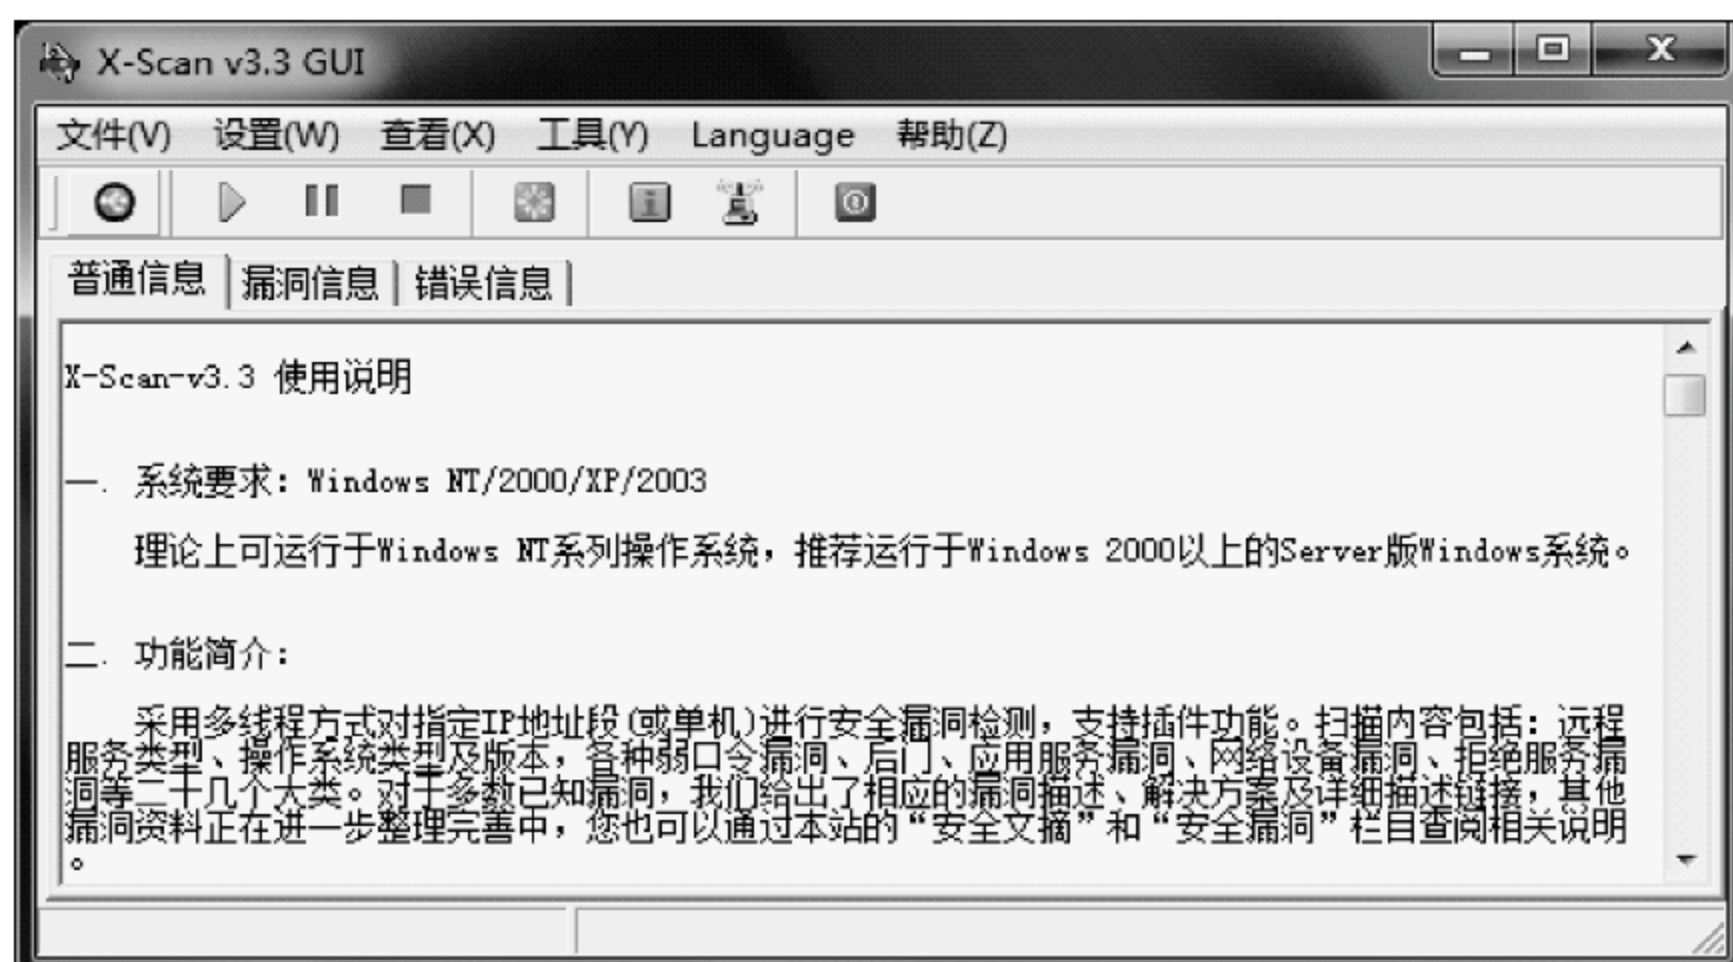 X-Scan v3.3 GUI
文件(V) 设置(W) 查看(X) 工具(Y) Language 帮助(Z)
普通信息 漏洞信息 错误信息
X-Scan-v3.3 使用说明
一. 系统要求：Windows NT/2000/XP/2003
理论上可运行于Windows NT系列操作系统，推荐运行于Windows 2000以上的Server版Windows系统。
二. 功能简介：
采用多线程方式对指定IP地址段(或单机)进行安全漏洞检测，支持插件功能。扫描内容包括：远程
服务类型、操作系统类型及版本，各种弱口令漏洞、后门、应用服务漏洞、网络设备漏洞、拒绝服务漏
洞等二十几个大类。对于多数已知漏洞，我们给出了相应的漏洞描述、解决方案及详细描述链接，其他
漏洞资料正在进一步整理完善中，您也可以通过本站的“安全文摘”和“安全漏洞”栏目查阅相关说明
。